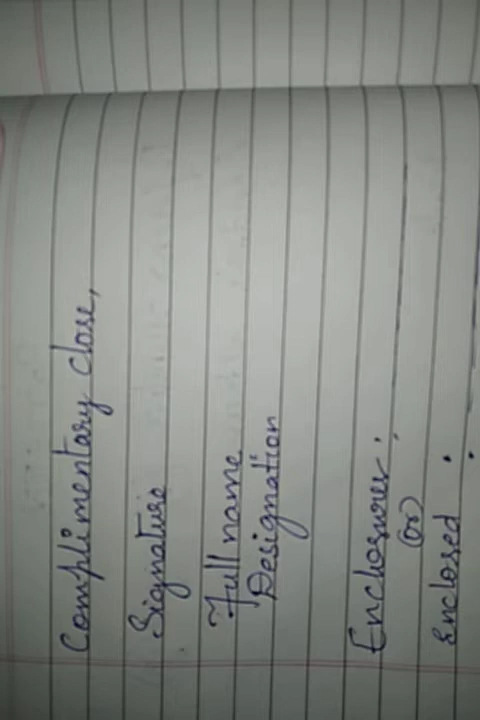 Complimentary close,
Signature
Full name
Designation
Enclosures :
(or)
Enclosed :